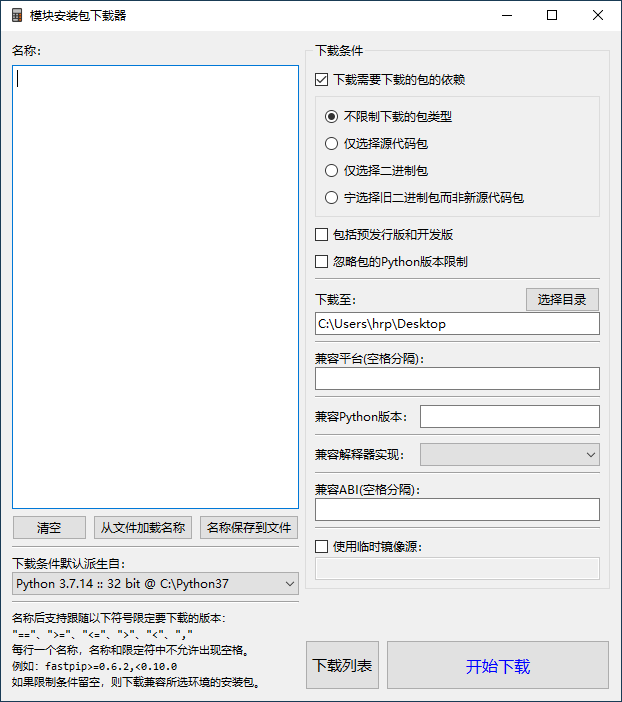 模块安装包下载器
名称:
清空
从文件加载名称
名称保存到文件
下载条件默认派生自:
Python 3.7.14 :: 32 bit @ C:\Python37
名称后支持跟随以下符号限定要下载的版本:
"=="、">="、"<="、">"、"<"、","
每行一个名称，名称和限定符中不允许出现空格。
例如: fastpip>=0.6.2,<0.10.0
如果限制条件留空，则下载兼容所选环境的安装包。
下载条件
下载需要下载的包的依赖
不限制下载的包类型
仅选择源代码包
仅选择二进制包
宁选择旧二进制包而非新源代码包
包括预发行版和开发版
忽略包的Python版本限制
下载至:
选择目录
C:\Users\hrp\Desktop
兼容平台(空格分隔):
兼容Python版本:
兼容解释器实现:
兼容ABI(空格分隔):
使用临时镜像源:
下载列表
开始下载